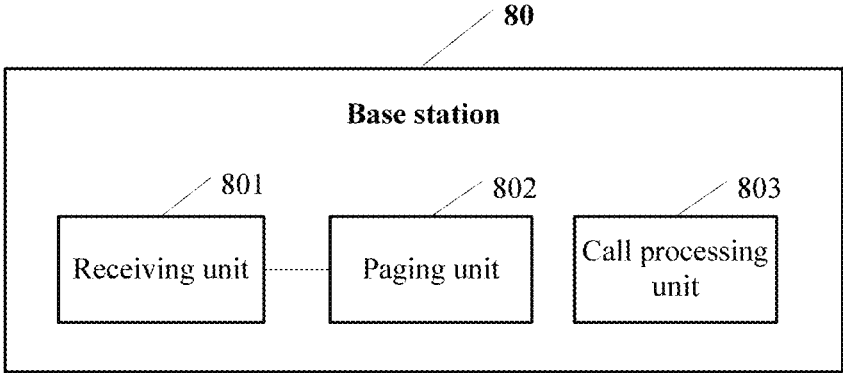 80
Base station
801
802
803
Receiving unit
Paging unit
Call processing
unit